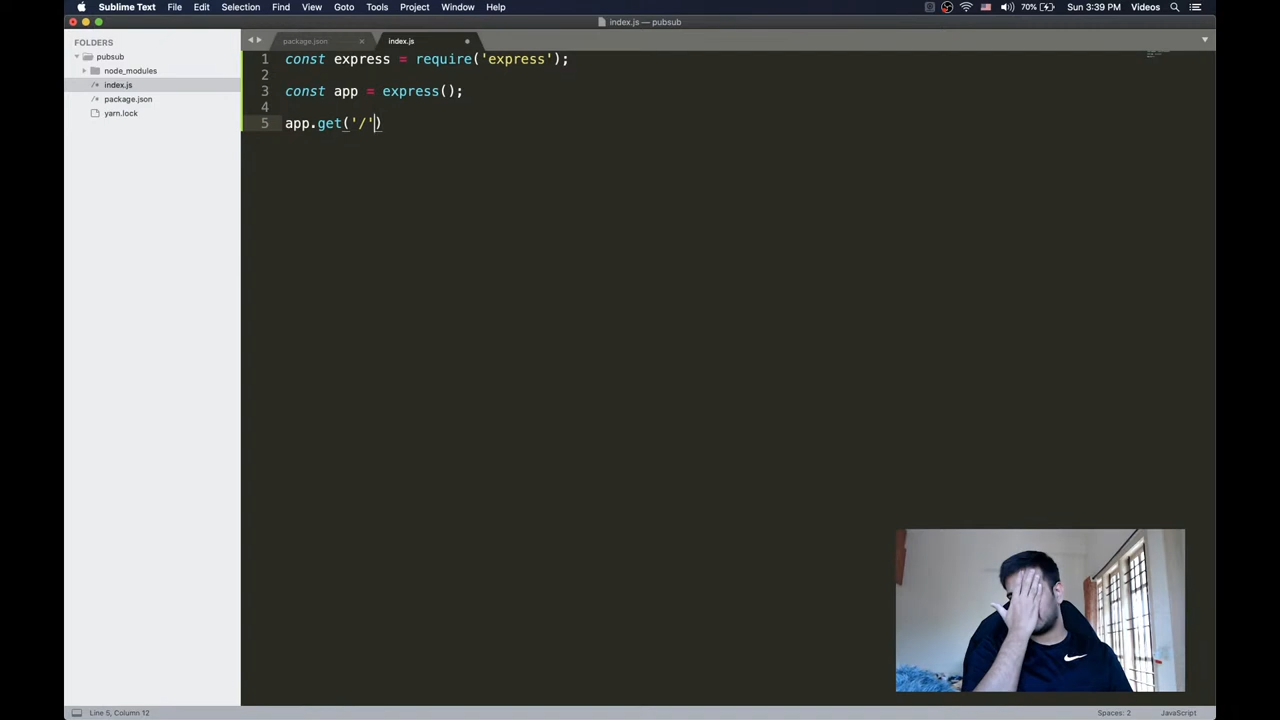 Sublime Text File Edit Selection Find View Goto Tools Project Window Help
70% Sun 3:39 PM Videos
index.js — pubsub
FOLDERS
pubsub
node_modules
/* index.js
/* package.json
yarn.lock
package.json × index.js
1 const express = require('express');
2
3 const app = express();
4
5 app.get('/')
Line 5, Column 12 Spaces: 2 JavaScript